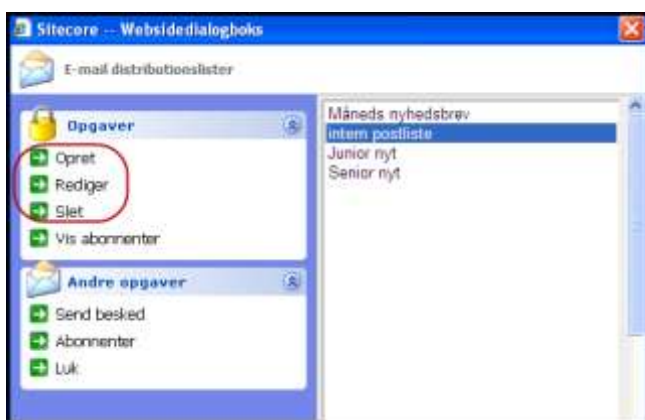 Sitecore -- Websidedialogboks
E-mail distributionslister
Opgaver
Opret
Rediger
Slet
Vis abonnenter
Andre opgaver
Send besked
Abonnenter
Luk
Måneds nyhedsbrev
intern postliste
Junior nyt
Senior nyt